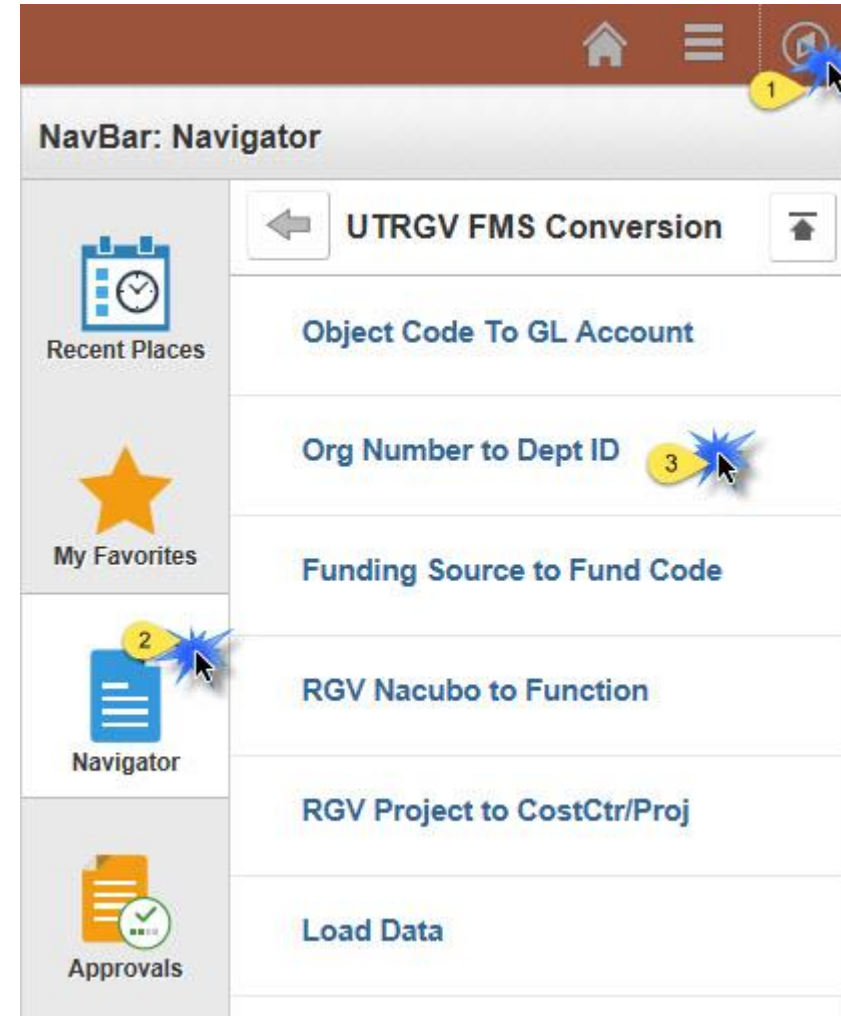 1
NavBar: Navigator
UTRGV FMS Conversion
Recent Places
Object Code To GL Account
Org Number to Dept ID
3
My Favorites
Funding Source to Fund Code
2
Navigator
RGV Nacubo to Function
RGV Project to CostCtr/Proj
Approvals
Load Data